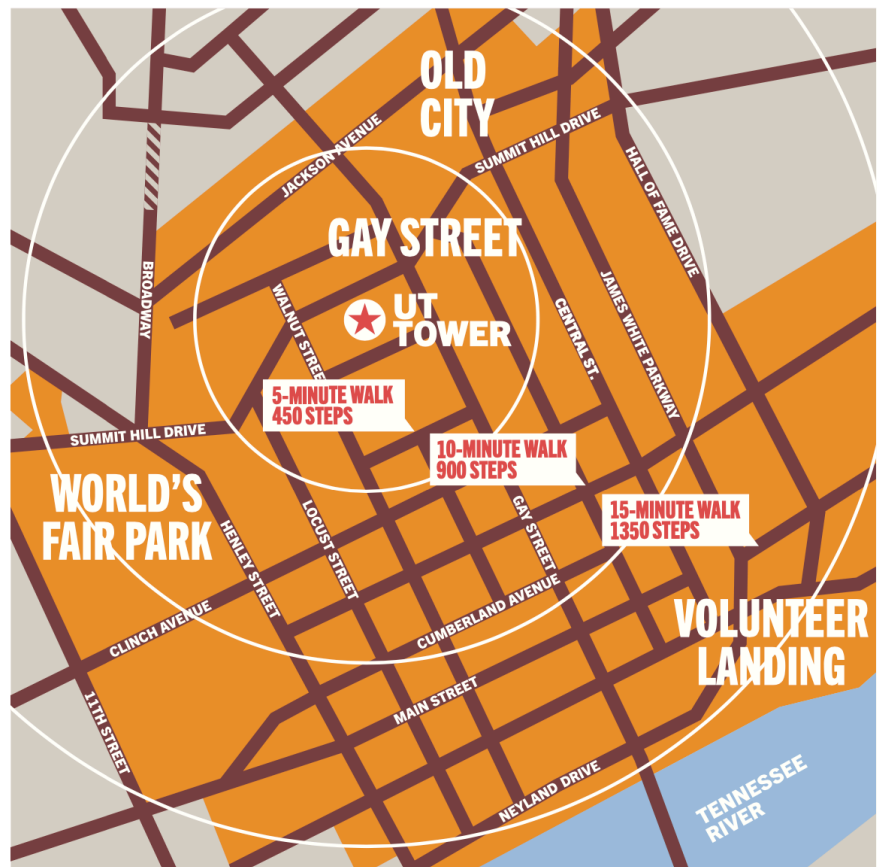 OLD
CITY
JACKSON AVENUE
SUMMIT HILL DRIVE
HALL OF FAME DRIVE
GAY STREET
BROADWAY
WALNUT STREE
UT
TOWER
CENTRAL ST.
JAMES WHITE PARKWAY
5-MINUTE WALK
450 STEPS
SUMMIT HILL DRIVE
10-MINUTE WALK
900 STEPS
WORLD'S
FAIR PARK
15-MINUTE WALK
1350 STEPS
HENLEY STREET
LOCUST STREET
GAY STREET
CLINCH AVENUE
CUMBERLAND AVENUE
VOLUNTEER
LANDING
11TH STREET
MAIN STREET
NEYLAND DRIVE
TENNESSEE
RIVER